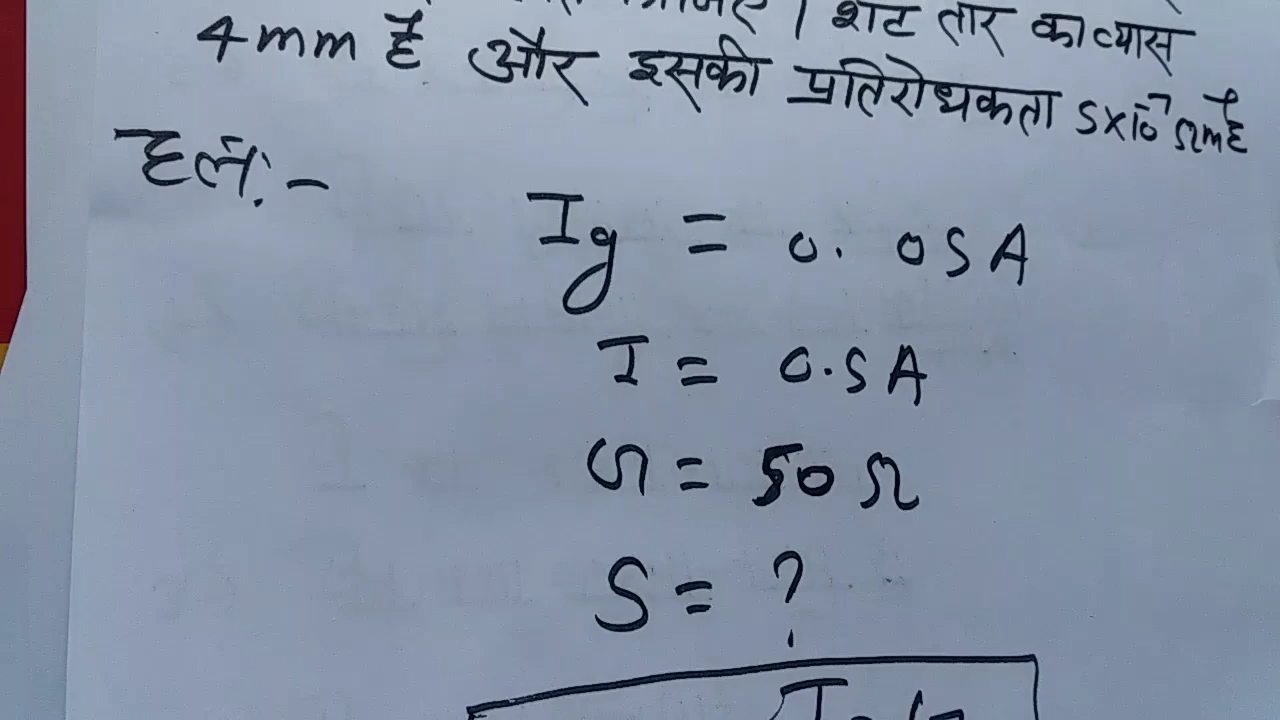 । शंट तार का व्यास
4mm है और इसकी प्रतिरोधकता 5×10⁻⁷ Ωm है
हल:-
Ig = 0.05A
I = 0.5A
G = 50Ω
S = ?